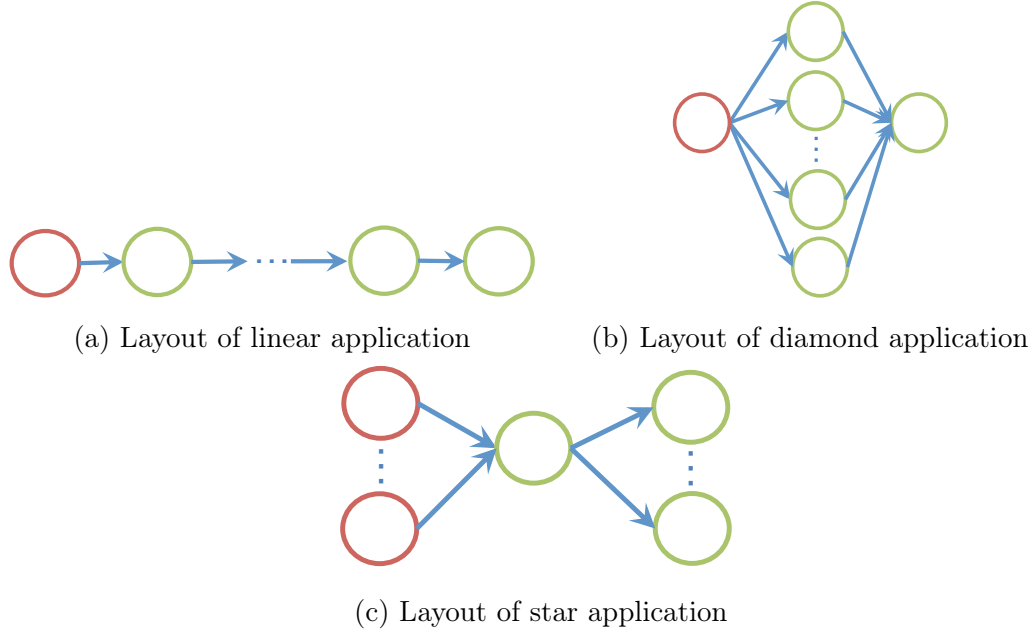 (a) Layout of linear application
(b) Layout of diamond application
(c) Layout of star application